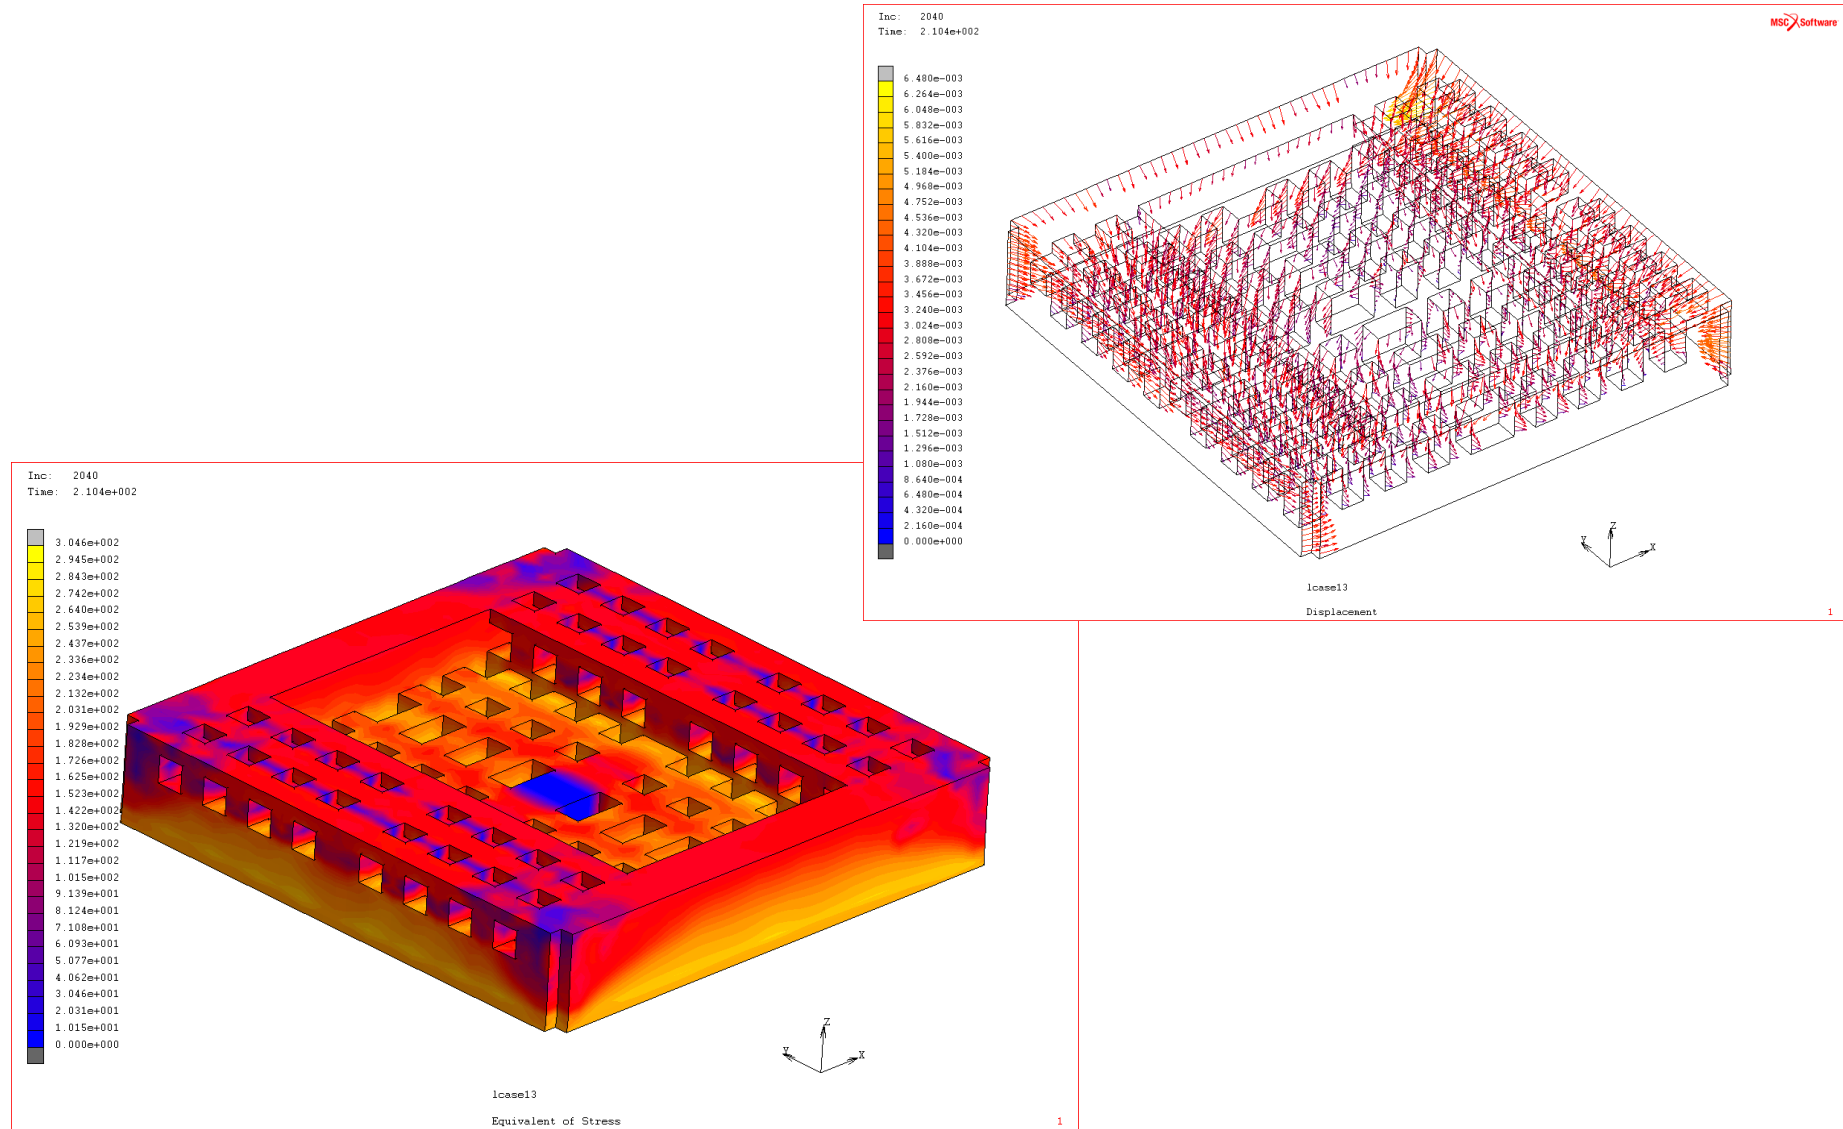 Inc: 2040
Time: 2.104e+002
MSC Software
6.480e-003
6.264e-003
6.048e-003
5.832e-003
5.616e-003
5.400e-003
5.184e-003
4.968e-003
4.752e-003
4.536e-003
4.320e-003
4.104e-003
3.888e-003
3.672e-003
3.456e-003
3.240e-003
3.024e-003
2.808e-003
2.592e-003
2.376e-003
2.160e-003
1.944e-003
1.728e-003
1.512e-003
1.296e-003
1.080e-003
8.640e-004
6.480e-004
4.320e-004
2.160e-004
0.000e+000
Z
Y
X
lcase13
Displacement
1
Inc: 2040
Time: 2.104e+002
3.046e+002
2.945e+002
2.843e+002
2.742e+002
2.640e+002
2.539e+002
2.437e+002
2.336e+002
2.234e+002
2.132e+002
2.031e+002
1.929e+002
1.828e+002
1.726e+002
1.625e+002
1.523e+002
1.422e+002
1.320e+002
1.219e+002
1.117e+002
1.015e+002
9.139e+001
8.124e+001
7.108e+001
6.093e+001
5.077e+001
4.062e+001
3.046e+001
2.031e+001
1.015e+001
0.000e+000
Z
Y
X
lcase13
Equivalent of Stress
1